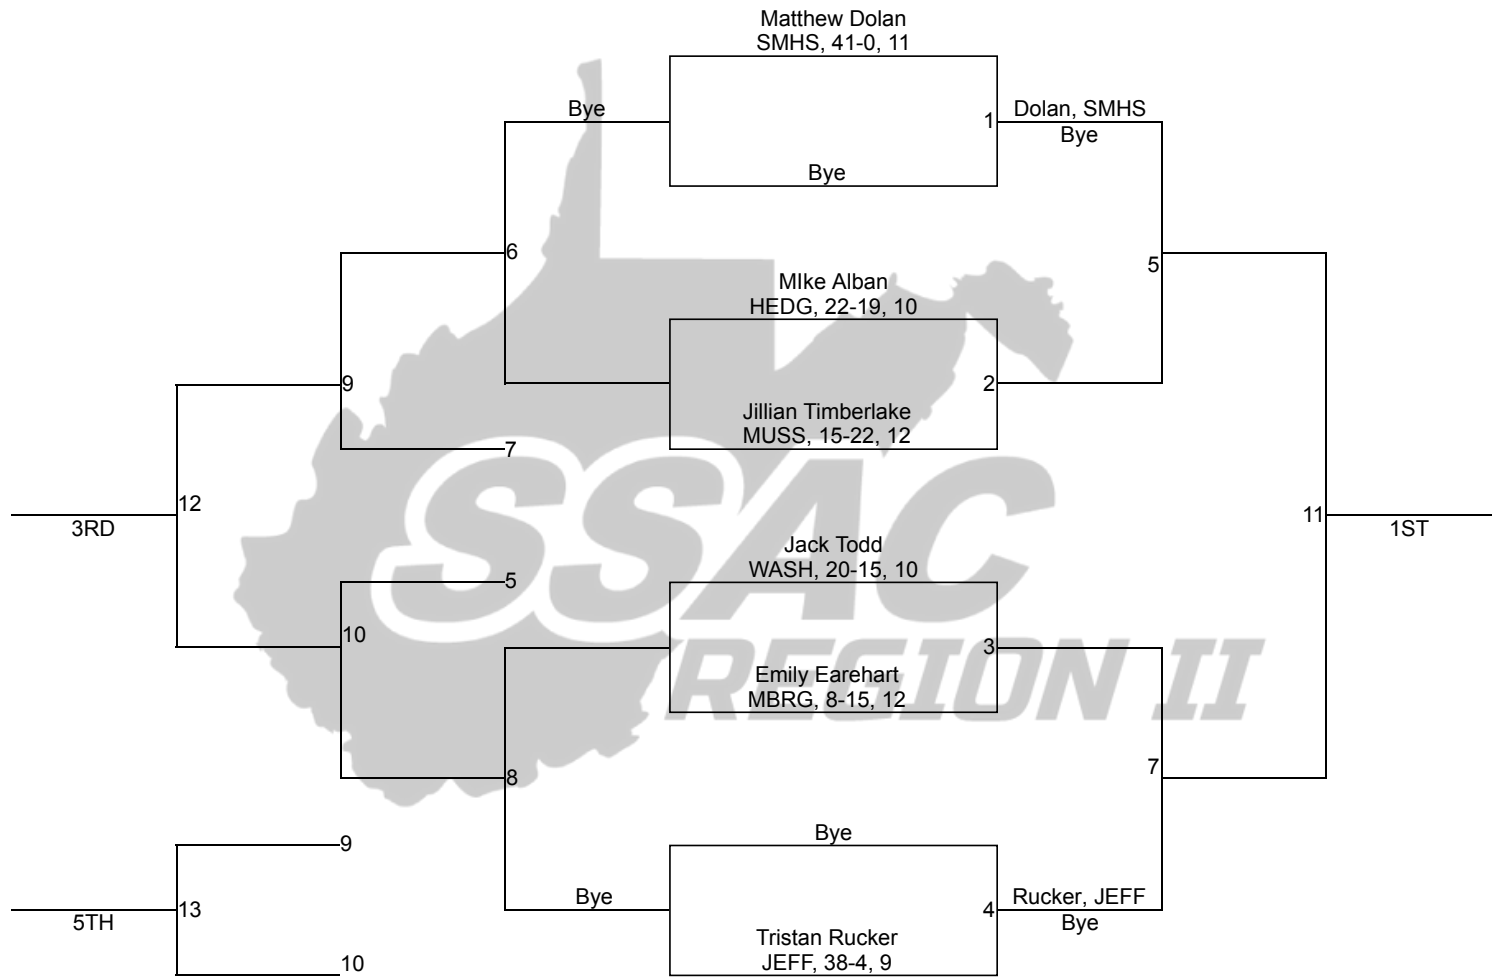 Matthew Dolan
SMHS, 41-0, 11
Bye
1
Dolan, SMHS
Bye
Bye
6
5
MIke Alban
HEDG, 22-19, 10
9
2
Jillian Timberlake
MUSS, 15-22, 12
7
SSAC
12
3RD
11
1ST
Jack Todd
WASH, 20-15, 10
5
10
3
REGION II
Emily Earehart
MBRG, 8-15, 12
8
7
9
Bye
Bye
4
Rucker, JEFF
Bye
13
5TH
Tristan Rucker
JEFF, 38-4, 9
10